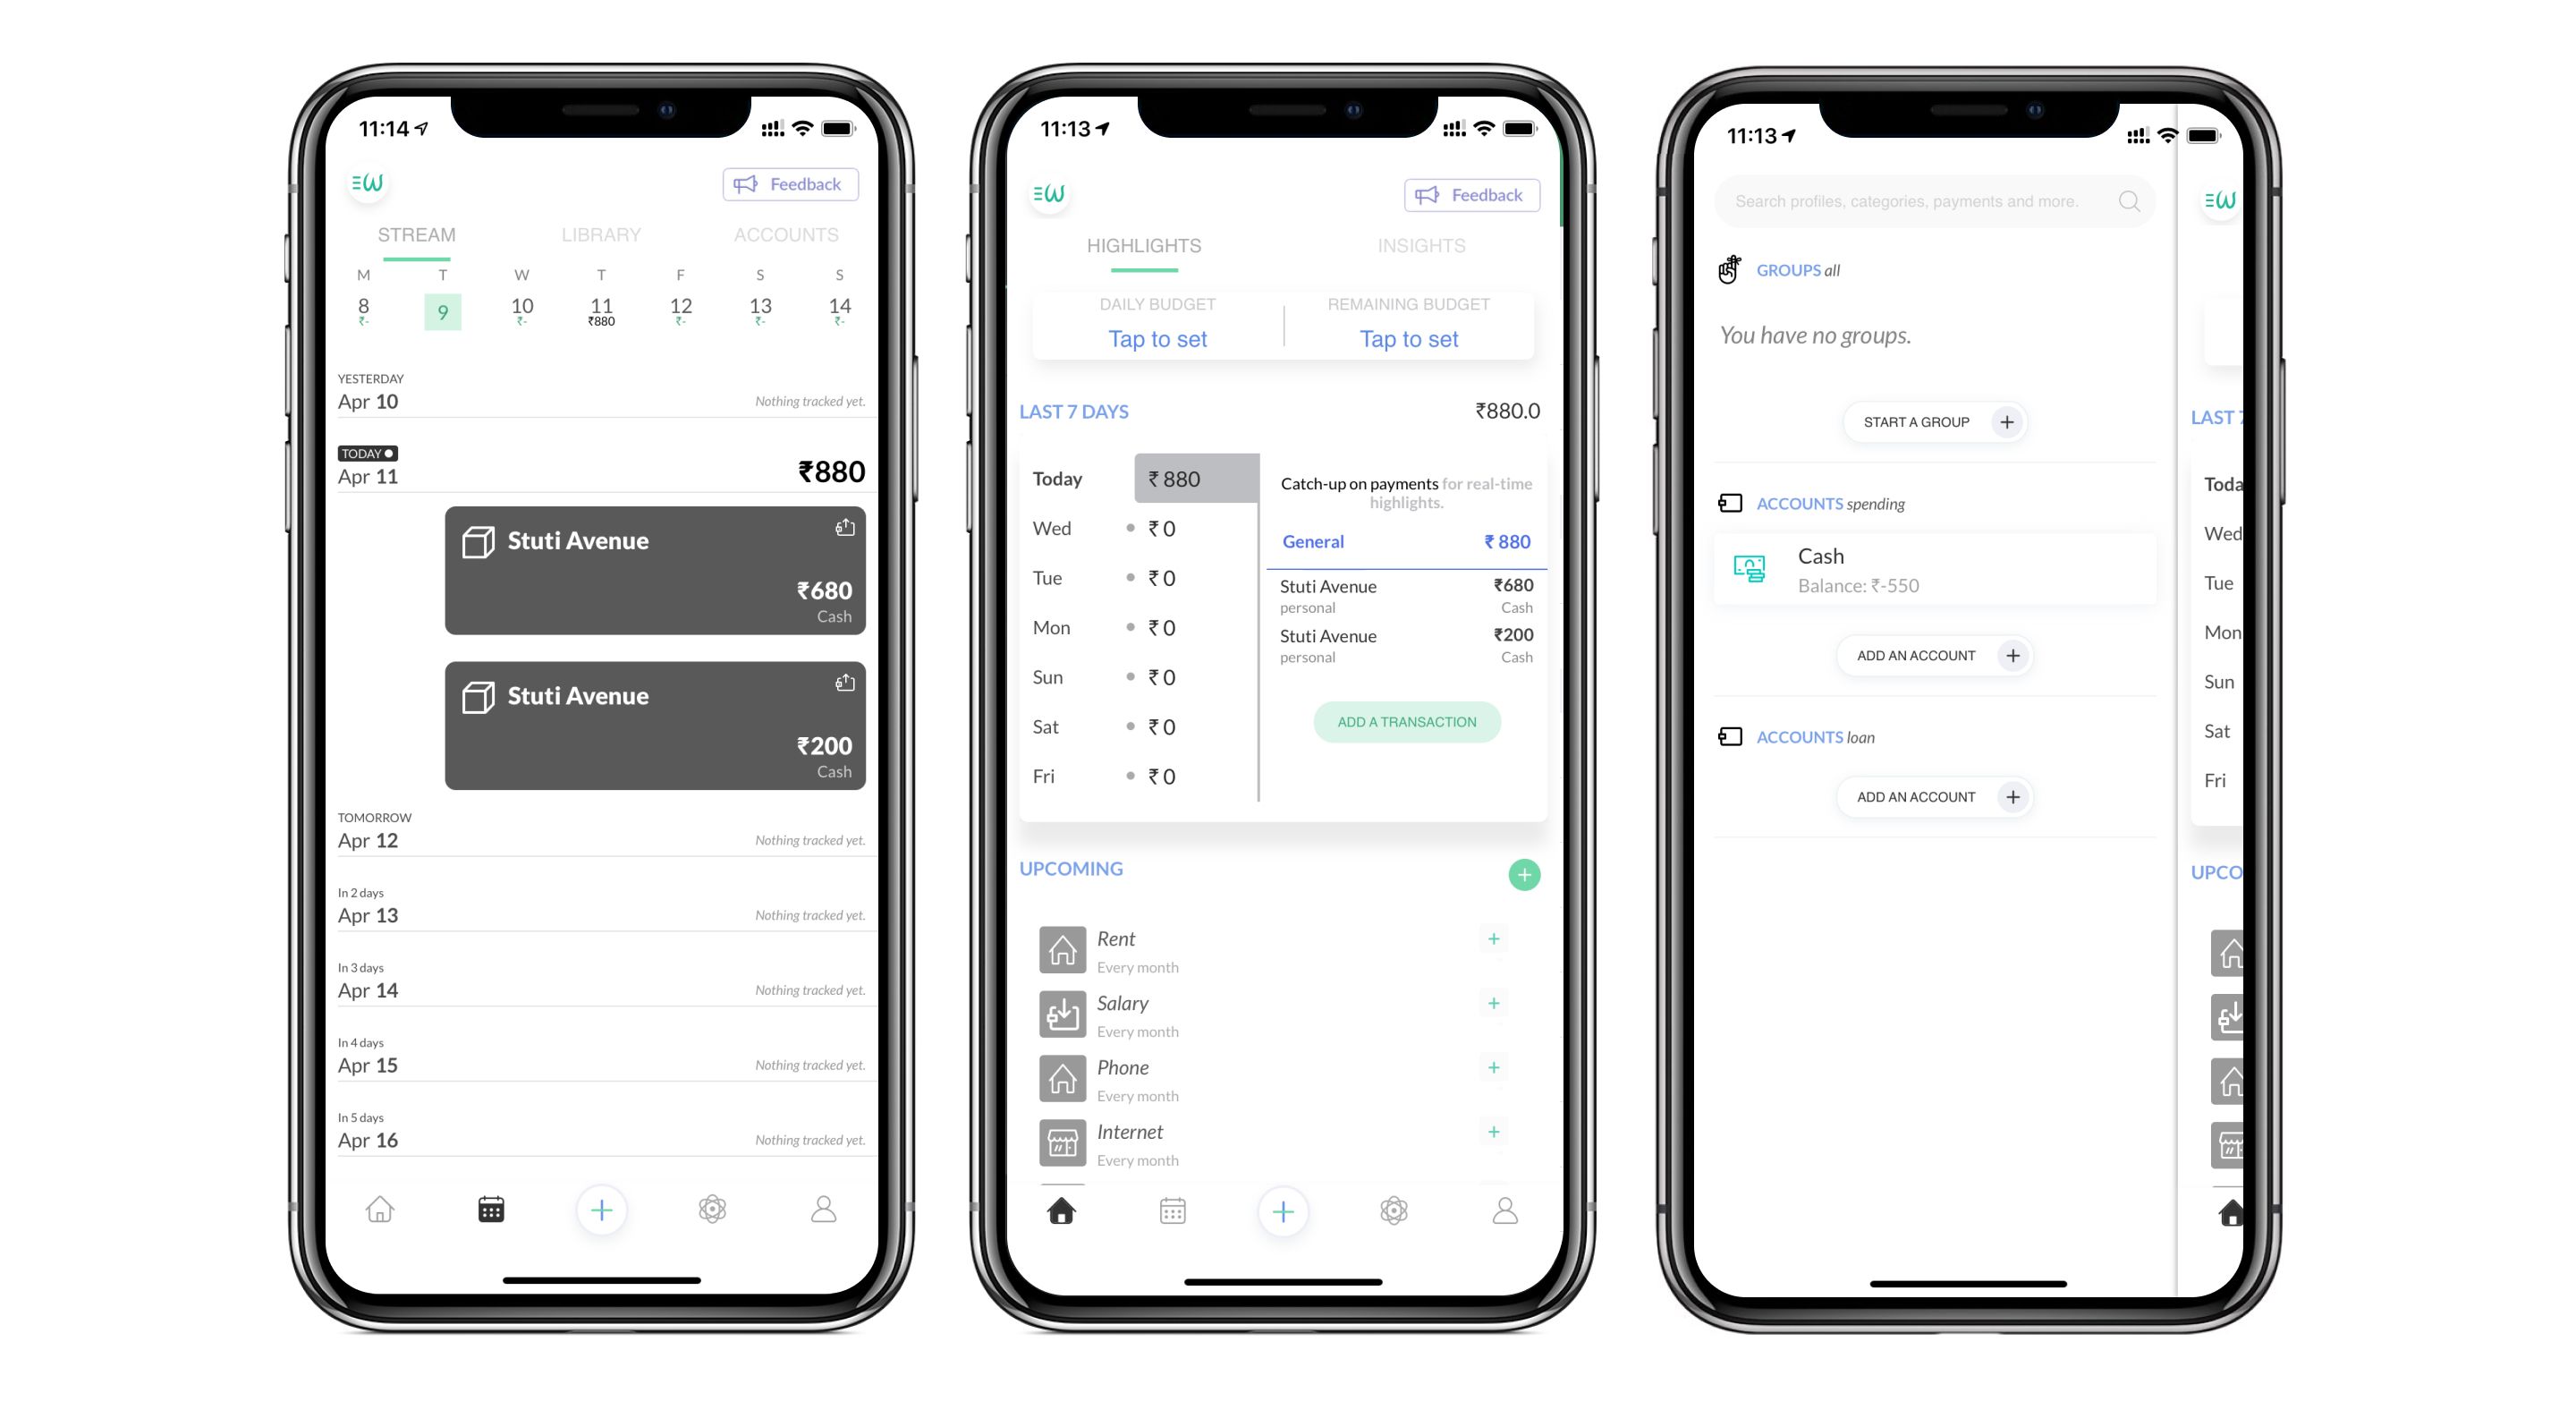 11:14
Feedback
STREAM LIBRARY ACCOUNTS
M T W T F S S
8 9 10 11 12 13 14
₹- ₹- ₹880 ₹- ₹- ₹-
YESTERDAY
Apr 10 Nothing tracked yet.
TODAY
Apr 11 ₹880
Stuti Avenue
₹680
Cash
Stuti Avenue
₹200
Cash
TOMORROW
Apr 12 Nothing tracked yet.
In 2 days
Apr 13 Nothing tracked yet.
In 3 days
Apr 14 Nothing tracked yet.
In 4 days
Apr 15 Nothing tracked yet.
In 5 days
Apr 16 Nothing tracked yet.
11:13
W
Feedback
HIGHLIGHTS INSIGHTS
DAILY BUDGET REMAINING BUDGET
Tap to set Tap to set
LAST 7 DAYS ₹880.0
Today ₹ 880
Wed ₹ 0
Tue ₹ 0
Mon ₹ 0
Sun ₹ 0
Sat ₹ 0
Fri ₹ 0
Catch-up on payments for real-time
highlights.
General ₹ 880
Stuti Avenue ₹680
personal Cash
Stuti Avenue ₹200
personal Cash
ADD A TRANSACTION
UPCOMING
Rent
Every month
Salary
Every month
Phone
Every month
Internet
Every month
11:13
Search profiles, categories, payments and more.
GROUPS all
You have no groups.
START A GROUP +
ACCOUNTS spending
Cash
Balance: ₹-550
ADD AN ACCOUNT +
ACCOUNTS loan
ADD AN ACCOUNT +
W
LAST 7
Toda
Wed
Tue
Mon
Sun
Sat
Fri
UPCO